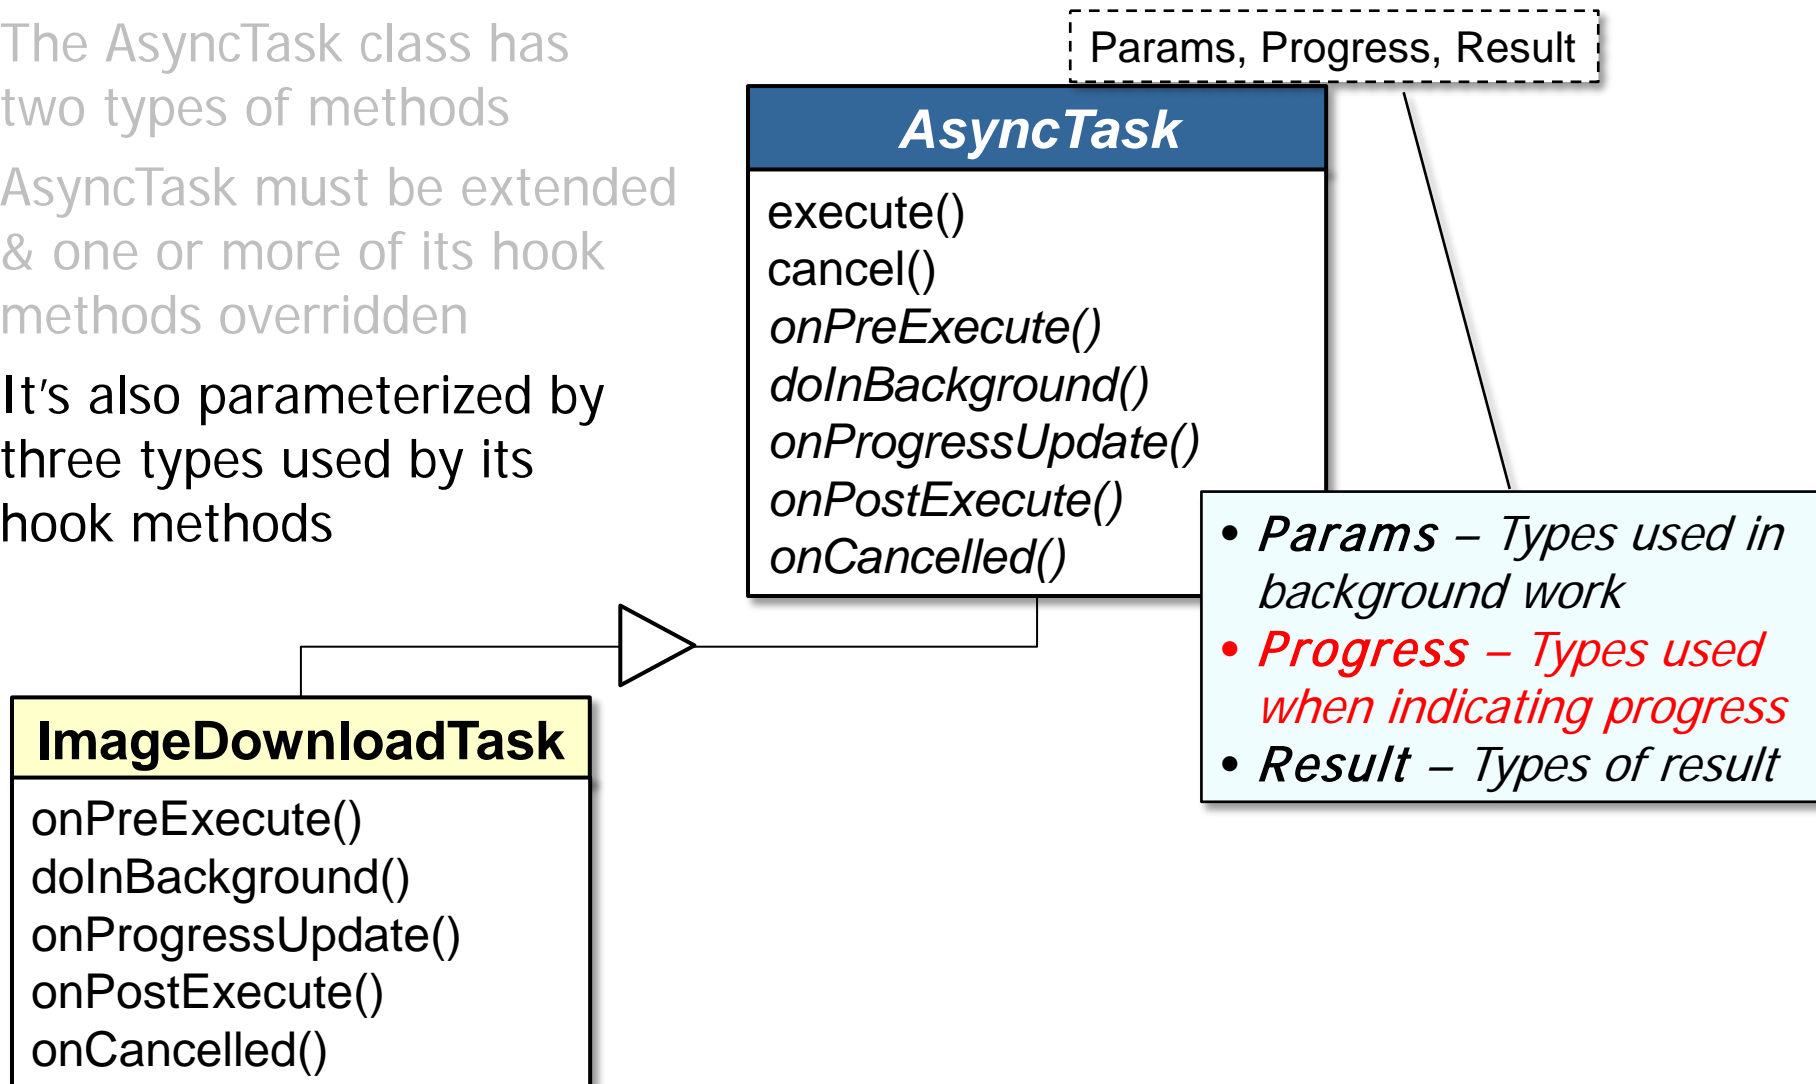 The AsyncTask class has
two types of methods
AsyncTask must be extended
& one or more of its hook
methods overridden
It's also parameterized by
three types used by its
hook methods
Params, Progress, Result
AsyncTask
execute()
cancel()
onPreExecute()
doInBackground()
onProgressUpdate()
onPostExecute()
onCancelled()
• Params – Types used in
background work
• Progress – Types used
when indicating progress
• Result – Types of result
ImageDownloadTask
onPreExecute()
doInBackground()
onProgressUpdate()
onPostExecute()
onCancelled()